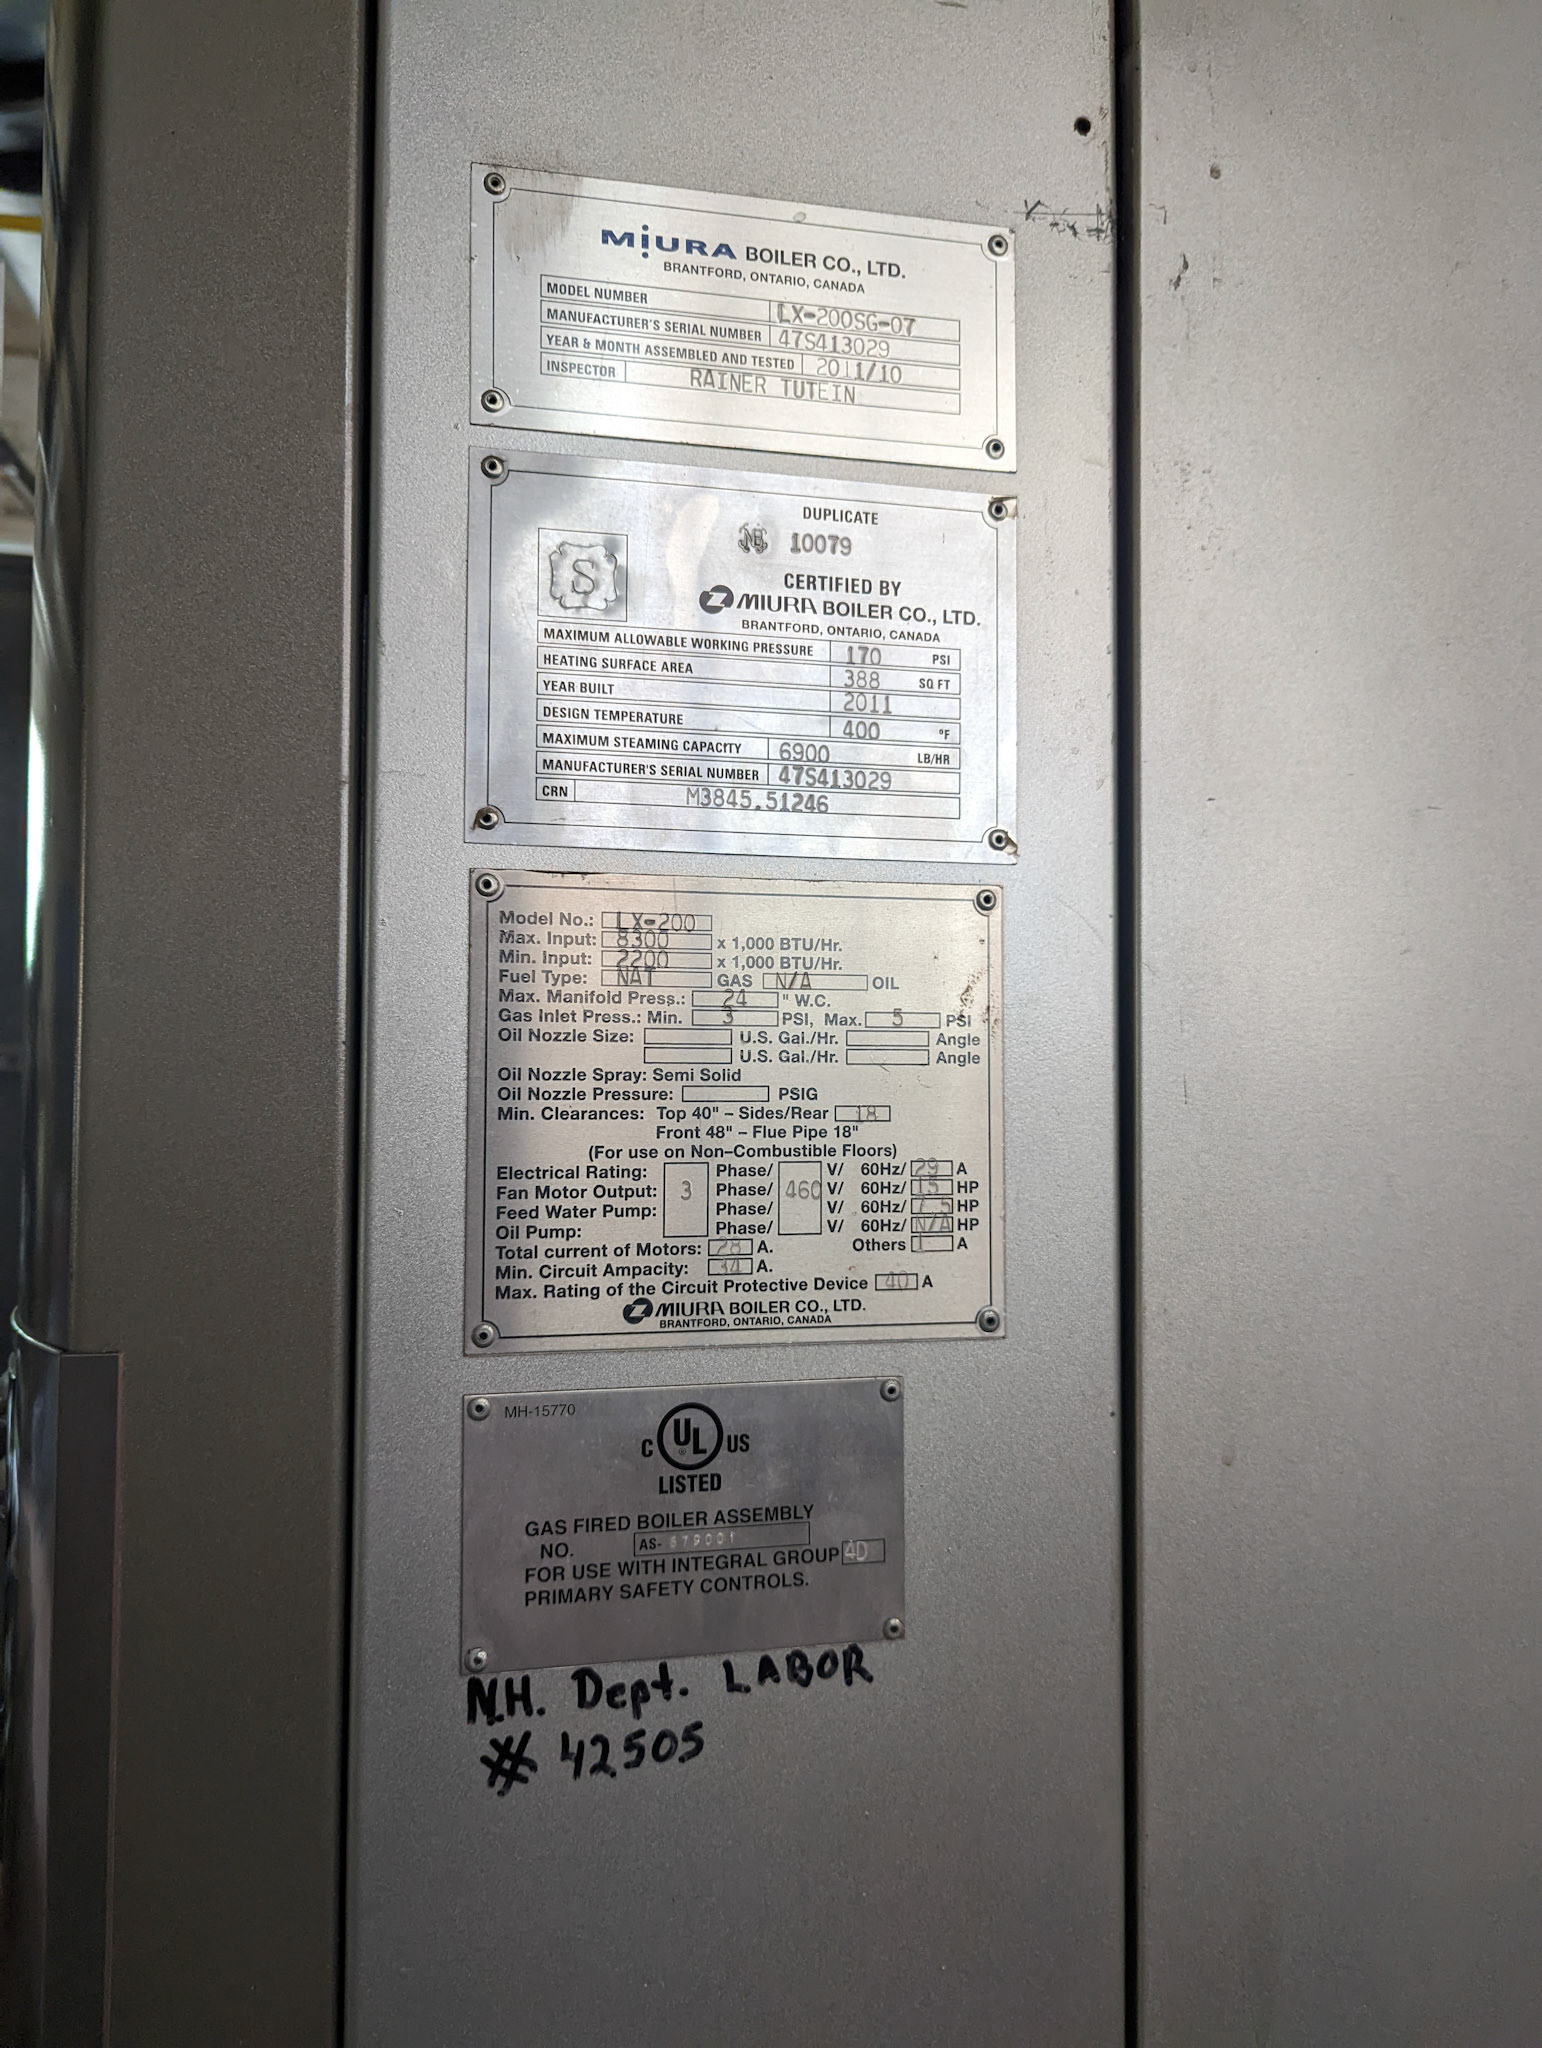 MiURA BOILER CO., LTD.
BRANTFORD, ONTARIO, CANADA
MODEL NUMBER LX-200SG-07
MANUFACTURER'S SERIAL NUMBER 47S413029
YEAR & MONTH ASSEMBLED AND TESTED 2011/10
INSPECTOR RAINER TUTEIN
DUPLICATE
NB 10079
S
CERTIFIED BY
MIURA BOILER CO., LTD.
BRANTFORD, ONTARIO, CANADA
MAXIMUM ALLOWABLE WORKING PRESSURE 170 PSI
HEATING SURFACE AREA 388 SQ FT
YEAR BUILT 2011
DESIGN TEMPERATURE 400 °F
MAXIMUM STEAMING CAPACITY 6900 LB/HR
MANUFACTURER'S SERIAL NUMBER 47S413029
CRN M3845.51246
Model No.: LX-200
Max. Input: 8300 x 1,000 BTU/Hr.
Min. Input: 2200 x 1,000 BTU/Hr.
Fuel Type: NAT GAS N/A OIL
Max. Manifold Press.: 24 " W.C.
Gas Inlet Press.: Min. 3 PSI, Max. 5 PSI
Oil Nozzle Size: U.S. Gal./Hr. Angle
U.S. Gal./Hr. Angle
Oil Nozzle Spray: Semi Solid
Oil Nozzle Pressure: PSIG
Min. Clearances: Top 40" – Sides/Rear 18
Front 48" – Flue Pipe 18"
(For use on Non–Combustible Floors)
Electrical Rating: Phase/ V/ 60Hz/ 29 A
Fan Motor Output: 3 Phase/ 460 V/ 60Hz/ 15 HP
Feed Water Pump: Phase/ V/ 60Hz/ 7.5 HP
Oil Pump: Phase/ V/ 60Hz/ N/A HP
Total current of Motors: 28 A. Others 1 A
Min. Circuit Ampacity: 34 A.
Max. Rating of the Circuit Protective Device 40 A
MIURA BOILER CO., LTD.
BRANTFORD, ONTARIO, CANADA
MH-15770
C UL ® US
LISTED
GAS FIRED BOILER ASSEMBLY
NO. AS-
FOR USE WITH INTEGRAL GROUP 4D
PRIMARY SAFETY CONTROLS.
N.H. Dept. LABOR
# 42505